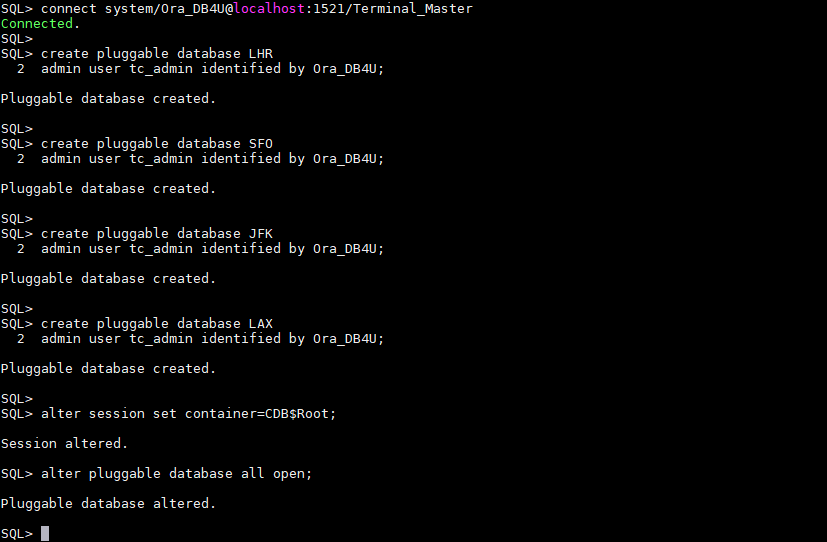 SQL> connect system/Ora_DB4U@localhost:1521/Terminal_Master
Connected.
SQL>
SQL> create pluggable database LHR
  2  admin user tc_admin identified by Ora_DB4U;

Pluggable database created.

SQL>
SQL> create pluggable database SFO
  2  admin user tc_admin identified by Ora_DB4U;

Pluggable database created.

SQL>
SQL> create pluggable database JFK
  2  admin user tc_admin identified by Ora_DB4U;

Pluggable database created.

SQL>
SQL> create pluggable database LAX
  2  admin user tc_admin identified by Ora_DB4U;

Pluggable database created.

SQL>
SQL> alter session set container=CDB$Root;

Session altered.

SQL> alter pluggable database all open;

Pluggable database altered.

SQL>